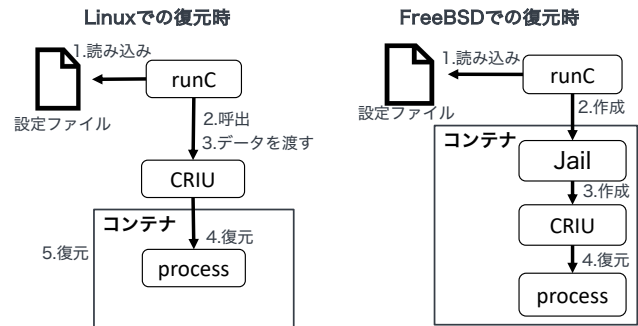 Linuxでの復元時
1.読み込み
runC
設定ファイル
2.呼出
3.データを渡す
CRIU
コンテナ
4.復元
5.復元
process
FreeBSDでの復元時
1.読み込み
runC
設定ファイル
2.作成
コンテナ
Jail
3.作成
CRIU
4.復元
process